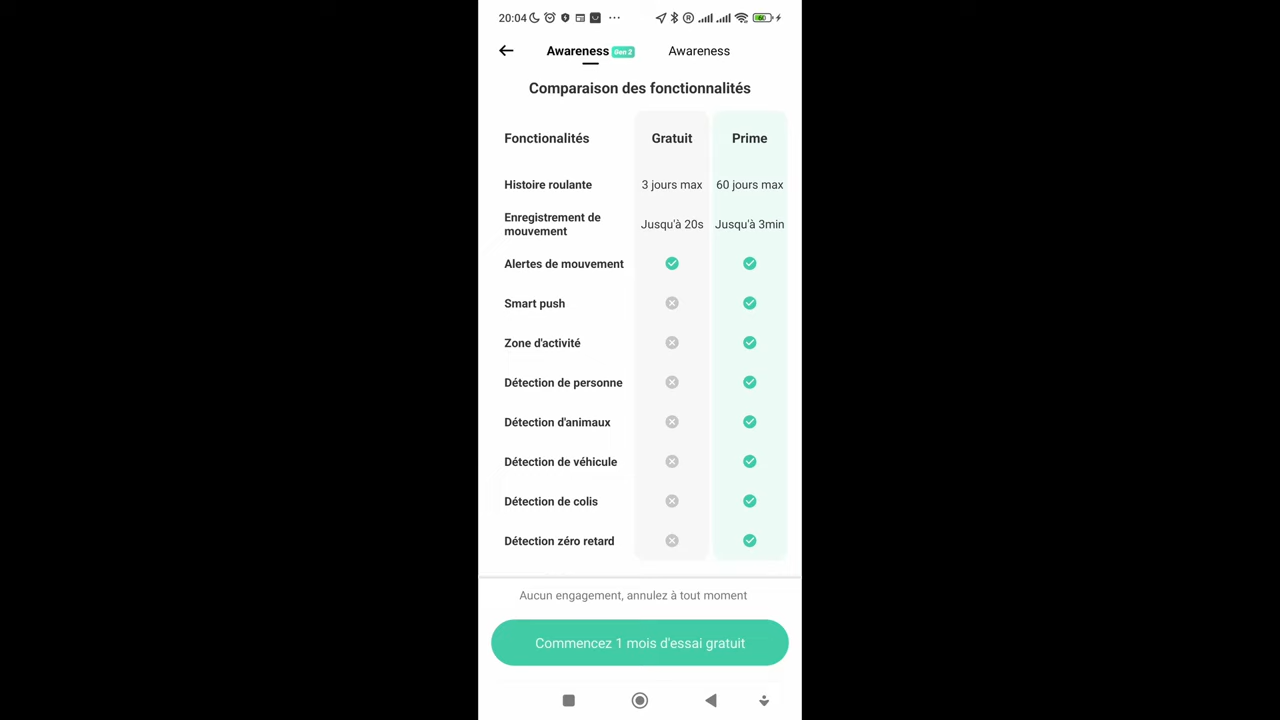 20:04
Awareness Gen 2 Awareness
Comparaison des fonctionnalités
Fonctionalités Gratuit Prime
Histoire roulante 3 jours max 60 jours max
Enregistrement de
mouvement Jusqu'à 20s Jusqu'à 3min
Alertes de mouvement
Smart push
Zone d'activité
Détection de personne
Détection d'animaux
Détection de véhicule
Détection de colis
Détection zéro retard
Aucun engagement, annulez à tout moment
Commencez 1 mois d'essai gratuit